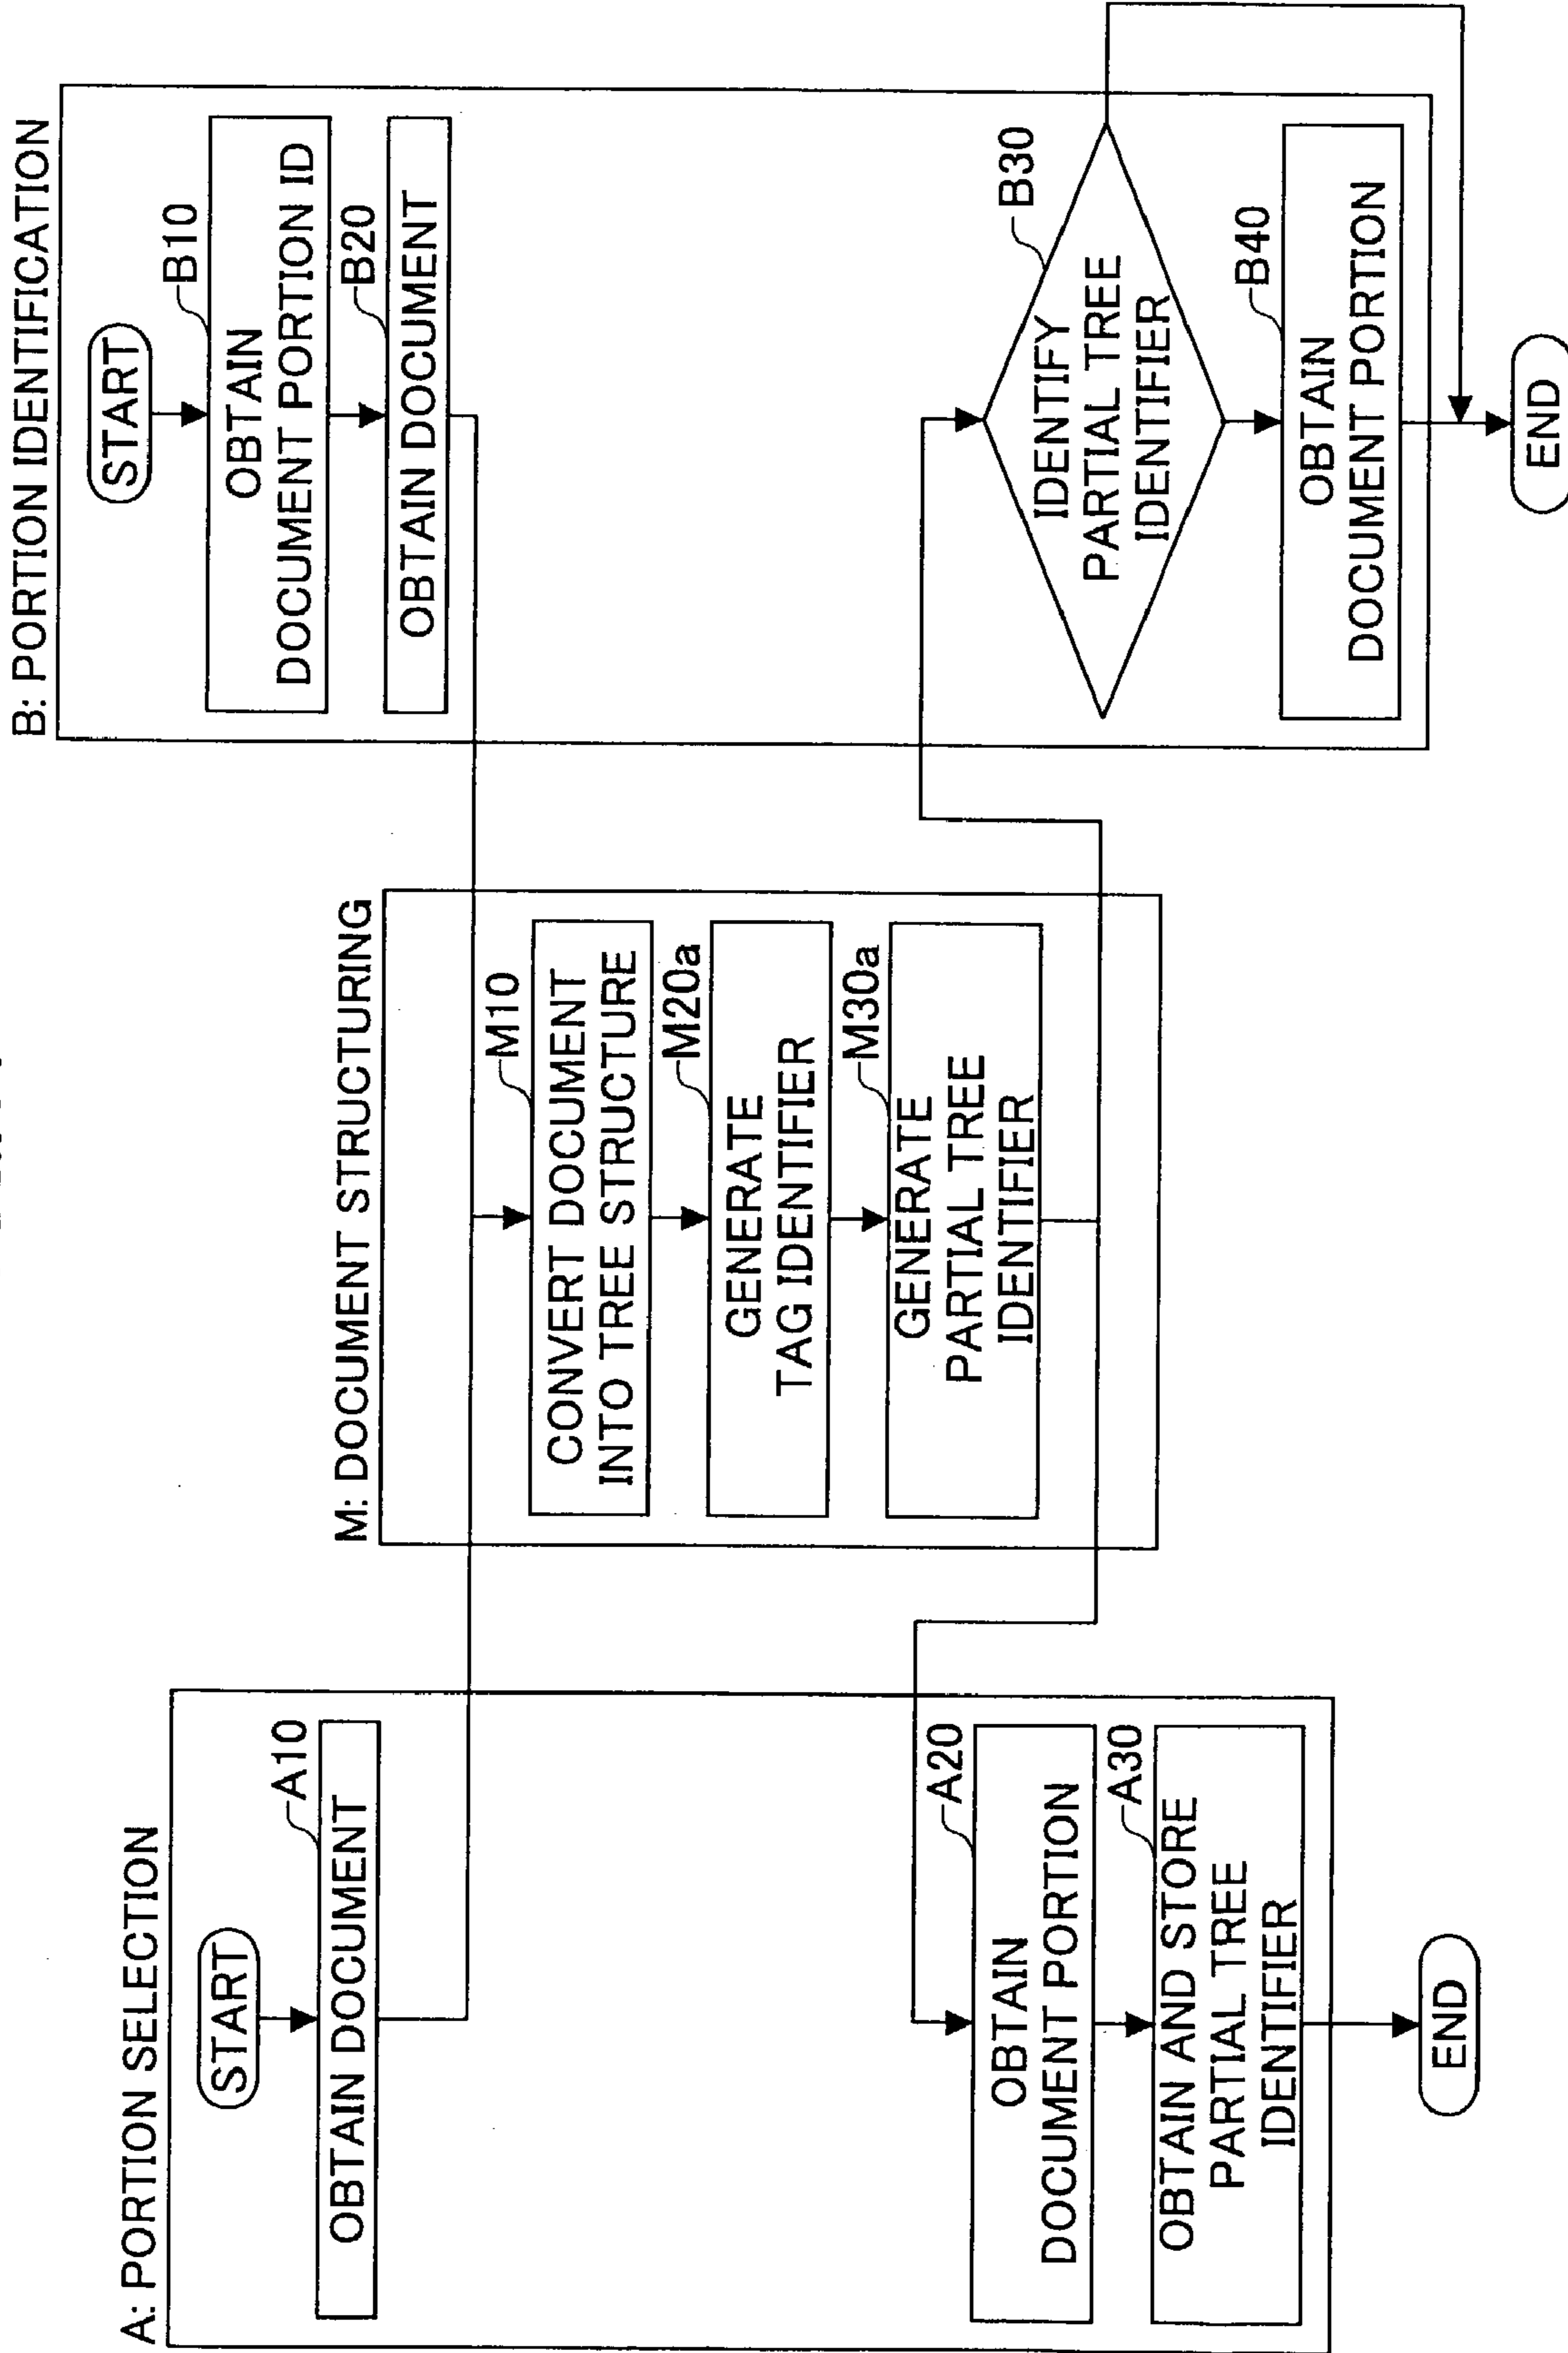 A: PORTION SELECTION
START
A10
OBTAIN DOCUMENT
A20
OBTAIN
DOCUMENT PORTION
A30
OBTAIN AND STORE
PARTIAL TREE
IDENTIFIER
END
M: DOCUMENT STRUCTURING
M10
CONVERT DOCUMENT
INTO TREE STRUCTURE
M20a
GENERATE
TAG IDENTIFIER
M30a
GENERATE
PARTIAL TREE
IDENTIFIER
B: PORTION IDENTIFICATION
START
B10
OBTAIN
DOCUMENT PORTION ID
B20
OBTAIN DOCUMENT
B30
IDENTIFY
PARTIAL TREE
IDENTIFIER
B40
OBTAIN
DOCUMENT PORTION
END